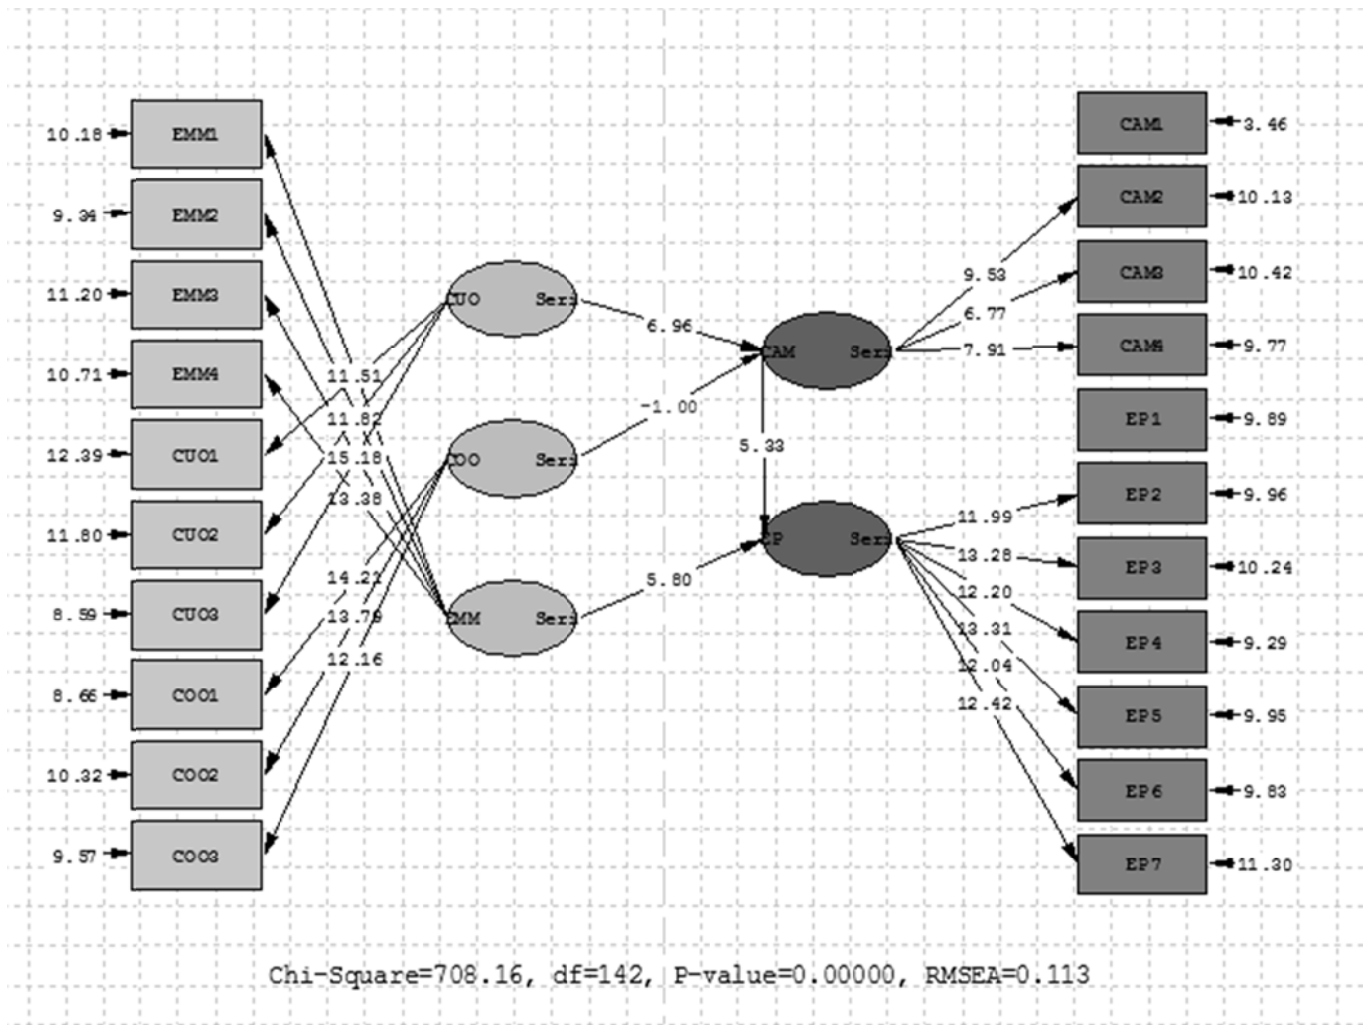 10.18 EMM1
9.34 EMM2
11.20 EMM3
10.71 EMM4
12.39 CUO1
11.80 CUO2
8.59 CUO3
8.66 COO1
10.32 COO2
9.57 COO3
11.51
11.82
15.18
13.38
14.21
13.79
12.16
CUO
COO
EMM
6.96
-1.00
5.80
CAM
5.33
EP
9.53
6.77
7.91
11.99
13.28
12.20
13.31
12.04
12.42
CAM1 3.46
CAM2 10.13
CAM3 10.42
CAM4 9.77
EP1 9.89
EP2 9.96
EP3 10.24
EP4 9.29
EP5 9.95
EP6 9.83
EP7 11.30
Chi-Square=708.16, df=142, P-value=0.00000, RMSEA=0.113